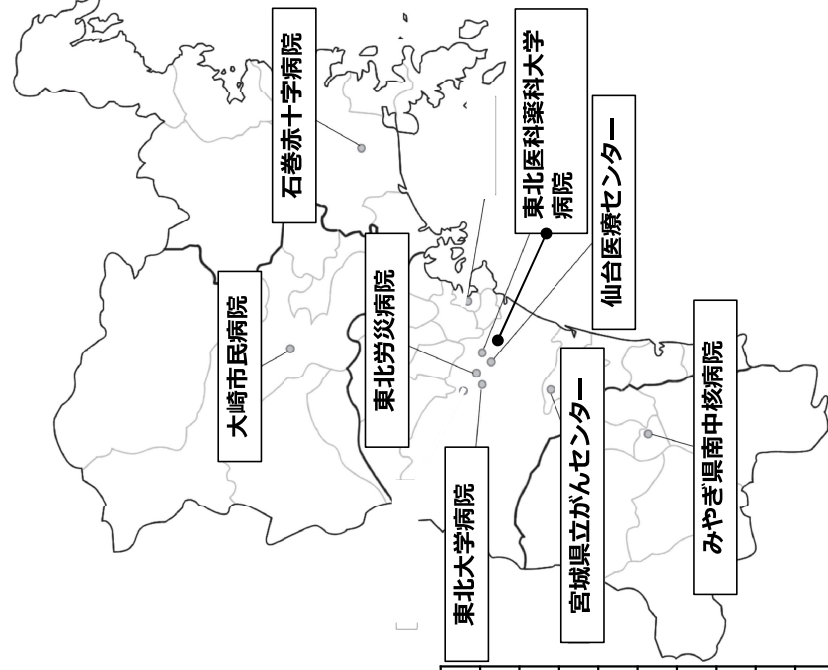 石巻赤十字病院
東北医科薬科大学
病院
仙台医療センター
大崎市民病院
東北労災病院
みやぎ県南中核病院
宮城県立がんセンター
東北大学病院